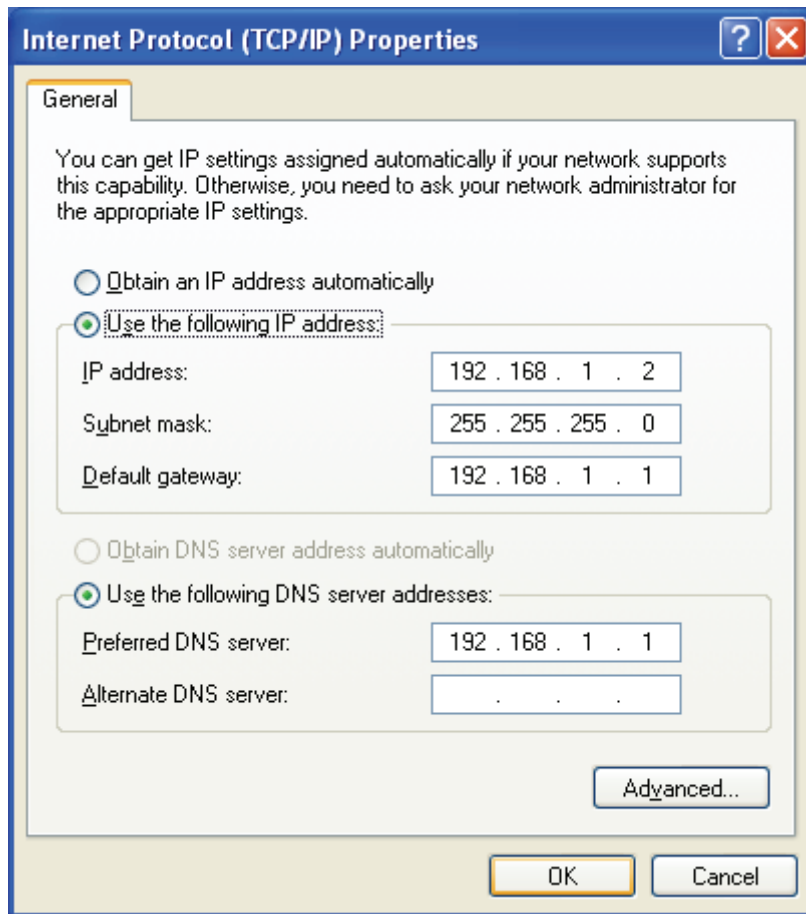 Internet Protocol (TCP/IP) Properties
General
You can get IP settings assigned automatically if your network supports
this capability. Otherwise, you need to ask your network administrator for
the appropriate IP settings.
Obtain an IP address automatically
Use the following IP address:
IP address: 192 . 168 . 1 . 2
Subnet mask: 255 . 255 . 255 . 0
Default gateway: 192 . 168 . 1 . 1
Obtain DNS server address automatically
Use the following DNS server addresses:
Preferred DNS server: 192 . 168 . 1 . 1
Alternate DNS server: . . .
Advanced...
OK Cancel